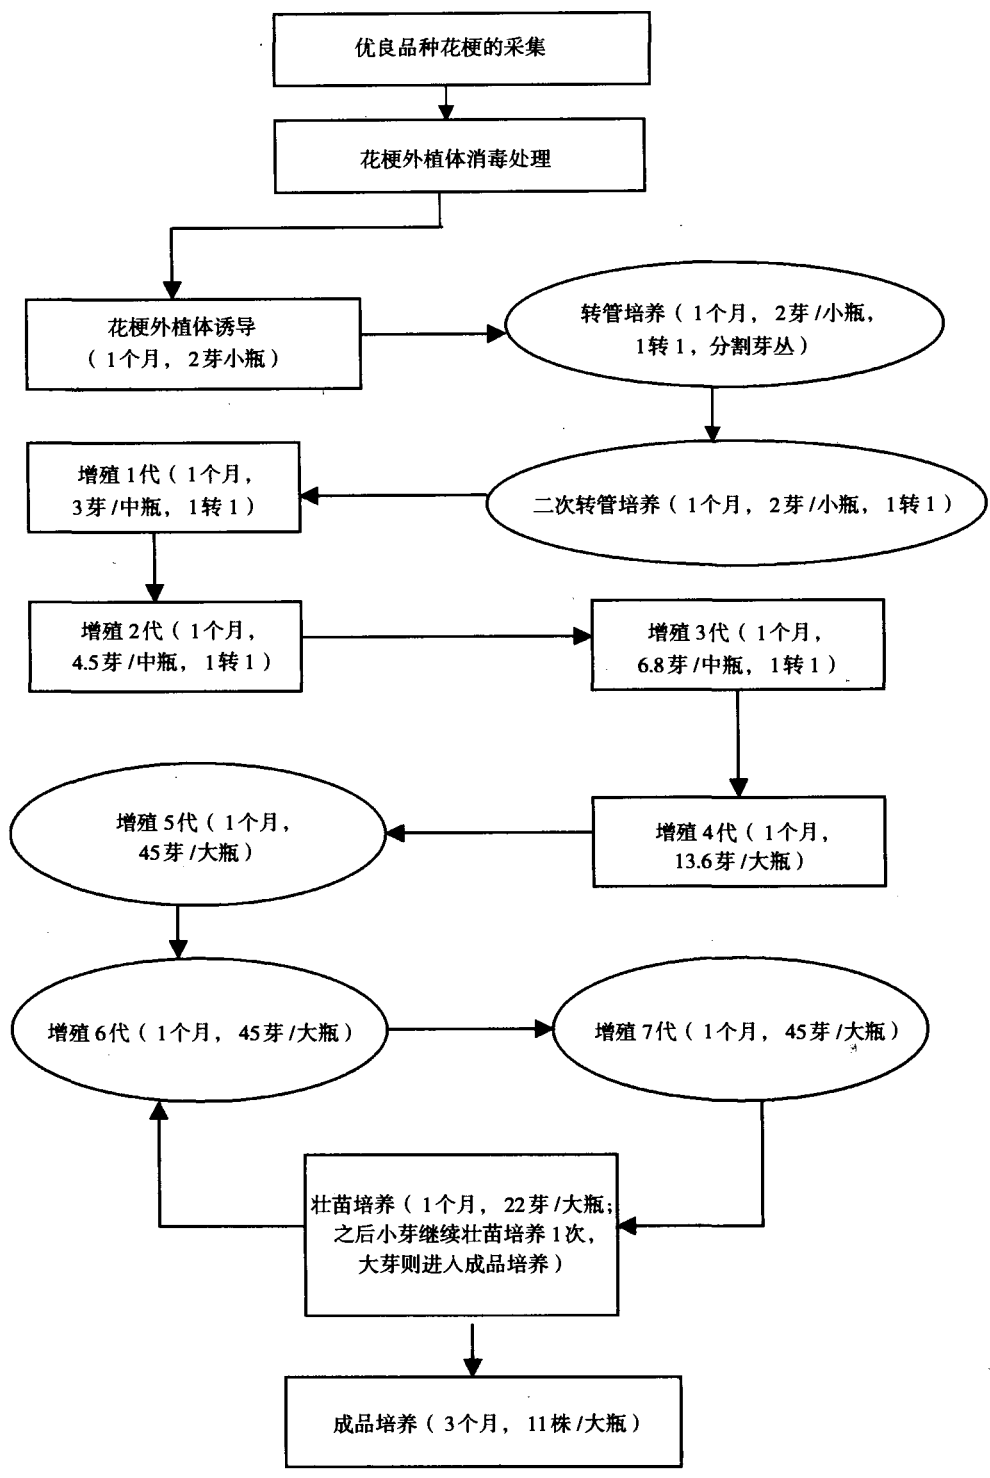 优良品种花梗的采集
花梗外植体消毒处理
花梗外植体诱导
（1个月，2芽小瓶）
转管培养（1个月，2芽/小瓶，
1转1，分割芽丛）
二次转管培养（1个月，2芽/小瓶，1转1）
增殖1代（1个月，
3芽/中瓶，1转1）
增殖2代（1个月，
4.5芽/中瓶，1转1）
增殖3代（1个月，
6.8芽/中瓶，1转1）
增殖4代（1个月，
13.6芽/大瓶）
增殖5代（1个月，
45芽/大瓶）
增殖6代（1个月，45芽/大瓶）
增殖7代（1个月，45芽/大瓶）
壮苗培养（1个月，22芽/大瓶；
之后小芽继续壮苗培养1次，
大芽则进入成品培养）
成品培养（3个月，11株/大瓶）